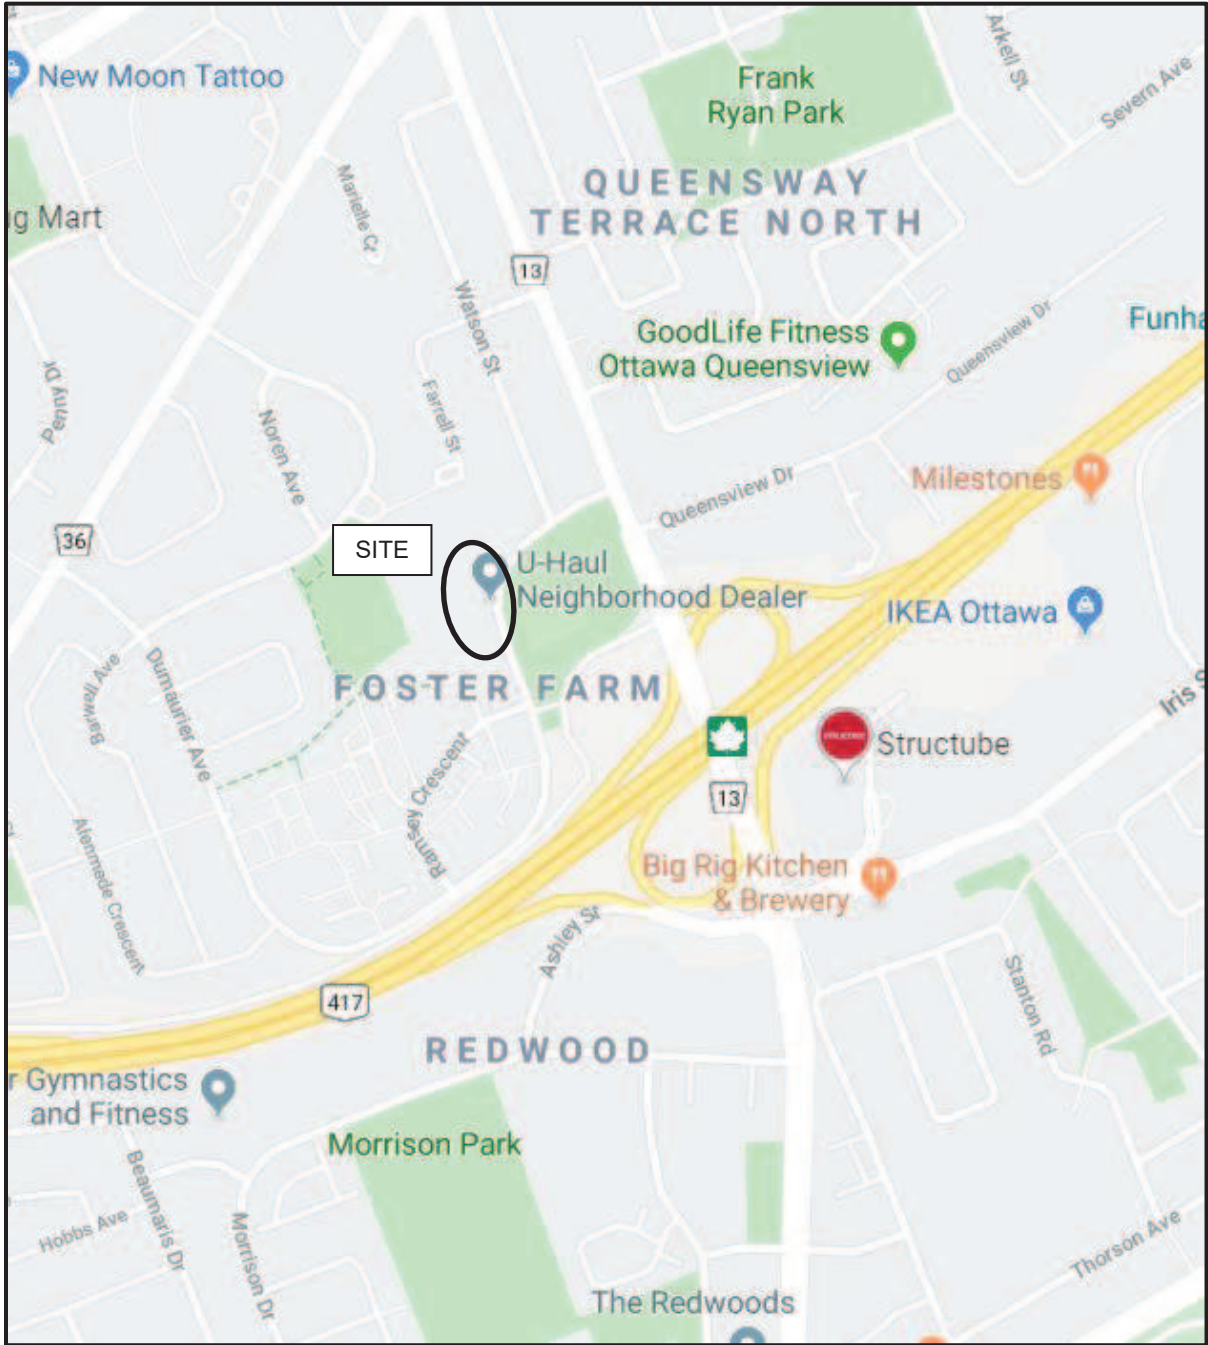 New Moon Tattoo
Frank
Ryan Park
Arkell St
Severn Ave
QUEENSWAY
TERRACE NORTH
Marielle Cr
ig Mart
13
Watson St
GoodLife Fitness
Ottawa Queensview
Queensview Dr
Funha
Penny Dr
Farrell St
Noren Ave
Queensview Dr
Milestones
36
SITE
U-Haul
Neighborhood Dealer
IKEA Ottawa
Barwell Ave
Dumaurier Ave
FOSTER FARM
Iris S
Structube
13
Ramsey Crescent
Alenmede Crescent
Big Rig Kitchen
& Brewery
Ashley St
Stanton Rd
417
REDWOOD
r Gymnastics
and Fitness
Morrison Park
Beaumaris Dr
Hobbs Ave
Morrison Dr
Thorson Ave
The Redwoods